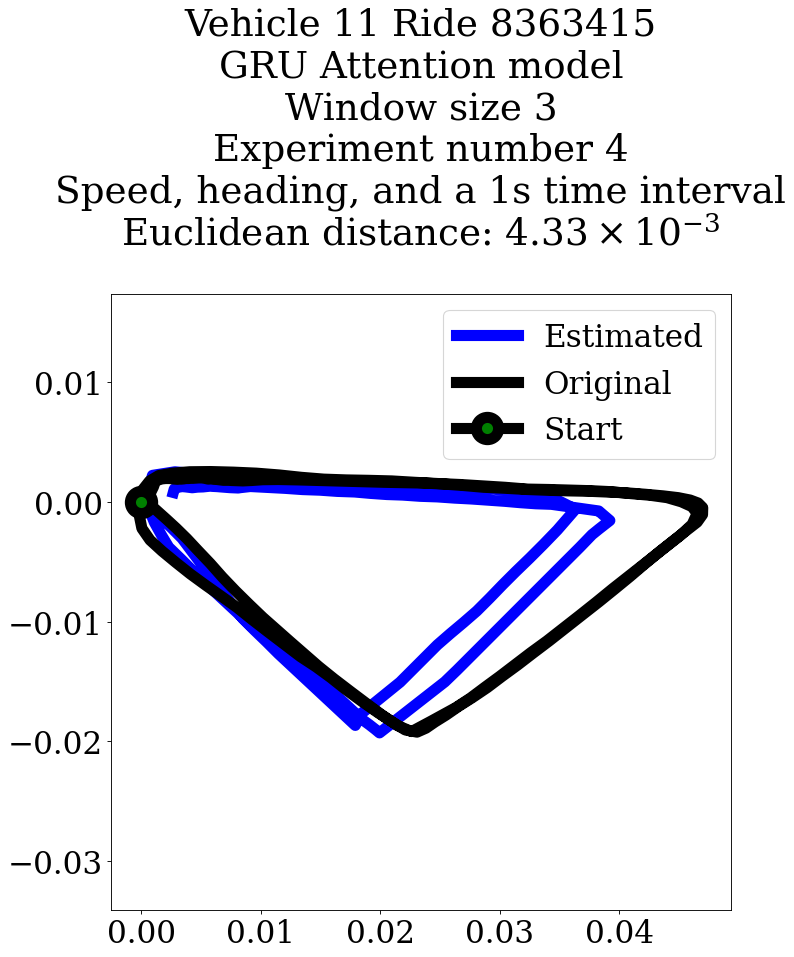 Vehicle 11 Ride 8363415
GRU Attention model
Window size 3
Experiment number 4
Speed, heading, and a 1s time interval
Euclidean distance: 4.33 × 10⁻³
Estimated
Original
Start
0.01
0.00
−0.01
−0.02
−0.03
0.00 0.01 0.02 0.03 0.04